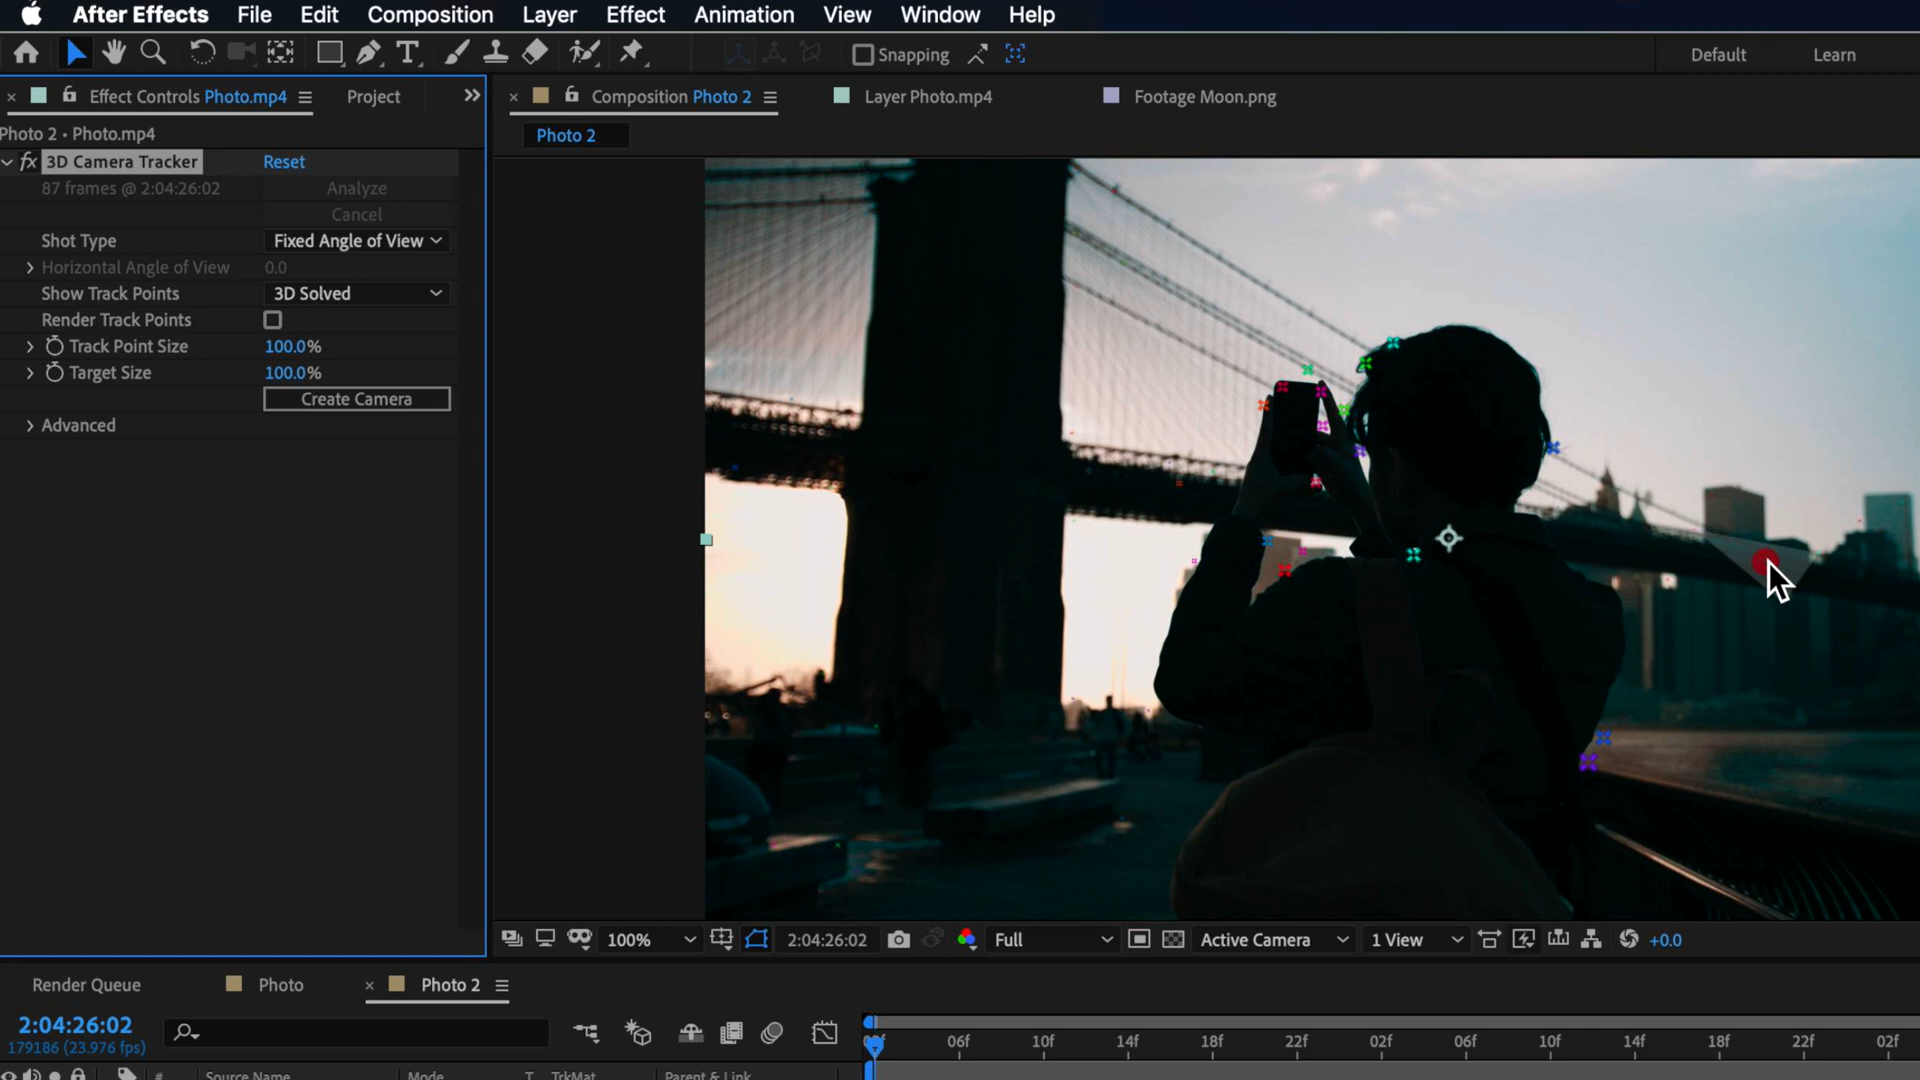 After Effects File Edit Composition Layer Effect Animation View Window Help
Snapping Default Learn
Effect Controls Photo.mp4 Project
Composition Photo 2 Layer Photo.mp4 Footage Moon.png
Photo 2 • Photo.mp4
Photo 2
fx 3D Camera Tracker Reset
87 frames @ 2:04:26:02 Analyze
Cancel
Shot Type Fixed Angle of View
Horizontal Angle of View 0.0
Show Track Points 3D Solved
Render Track Points
Track Point Size 100.0%
Target Size 100.0%
Create Camera
Advanced
100% 2:04:26:02 Full Active Camera 1 View +0.0
Render Queue Photo Photo 2
2:04:26:02
179186 (23.976 fps)
06f 10f 14f 18f 22f 02f 06f 10f 14f 18f 22f 02f
# Source Name Mode T TrkMat Parent & Link